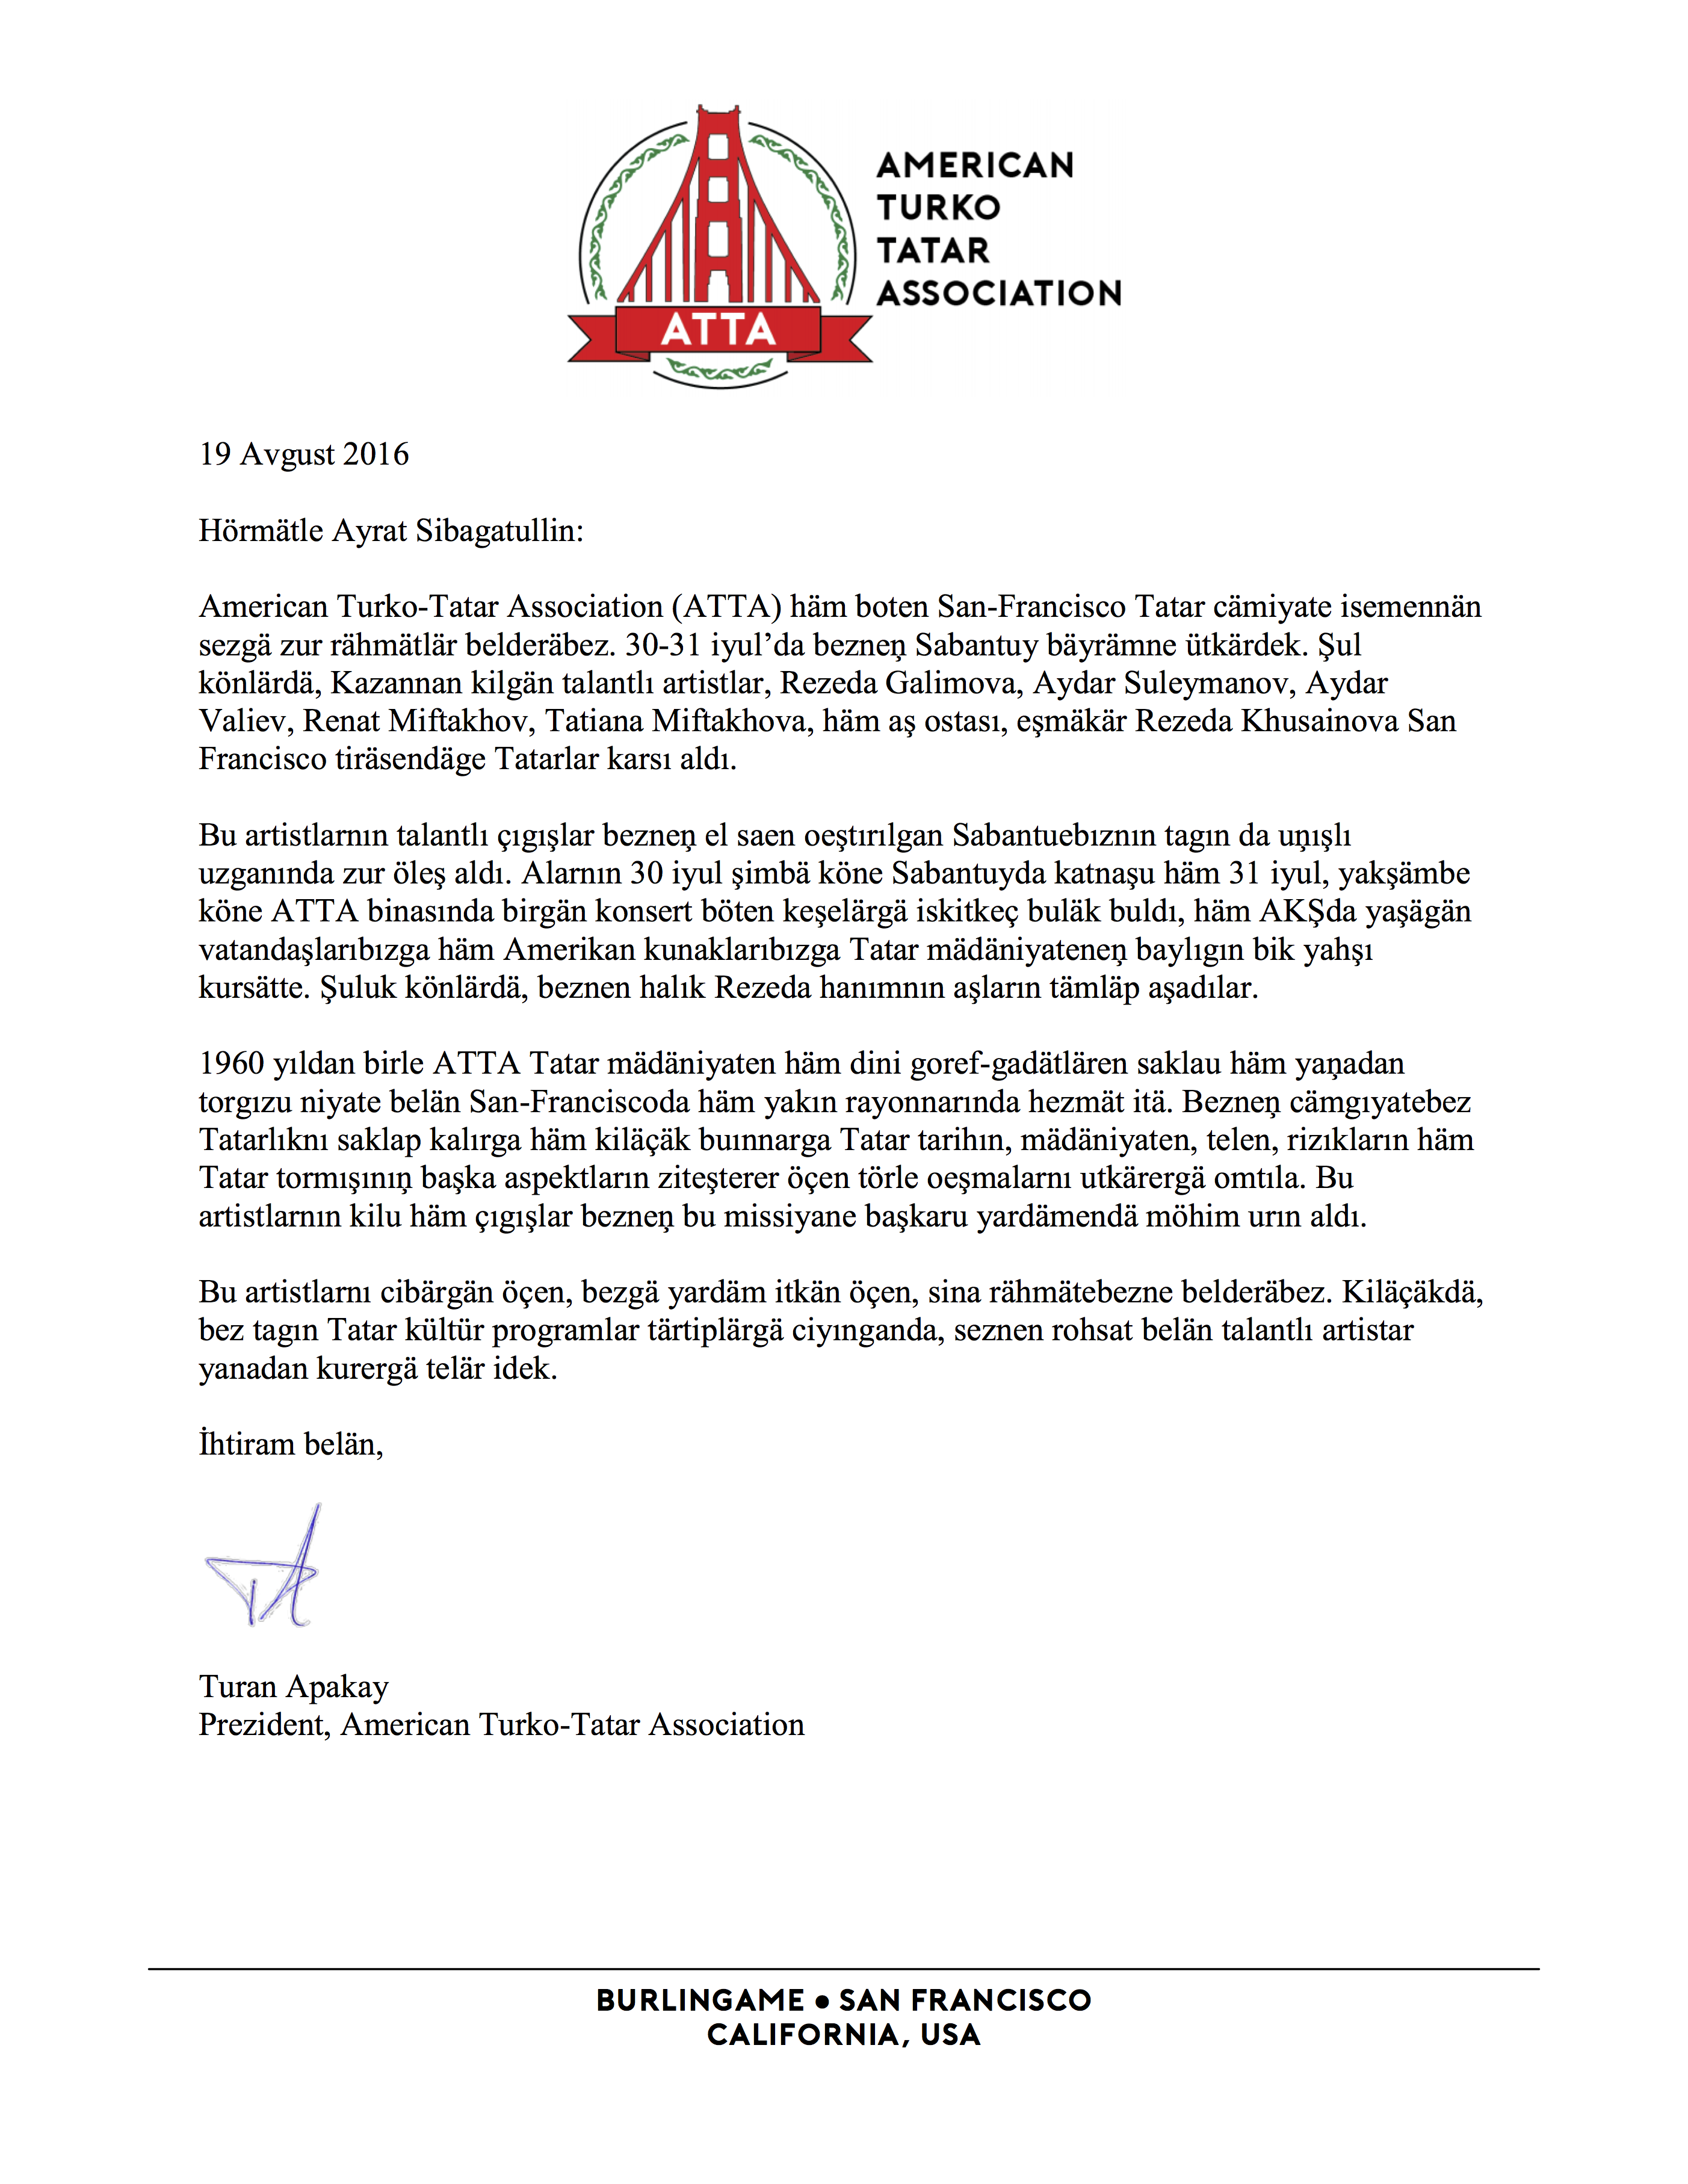 AMERICAN
TURKO
TATAR
ASSOCIATION
ATTA
19 Avgust 2016
Hörmätle Ayrat Sibagatullin:
American Turko-Tatar Association (ATTA) häm boten San-Francisco Tatar cämiyate isemennän
sezgä zur rähmätlär belderäbez. 30-31 iyul’da bezneņ Sabantuy bäyrämne ütkärdek. Şul
könlärdä, Kazannan kilgän talantlı artistlar, Rezeda Galimova, Aydar Suleymanov, Aydar
Valiev, Renat Miftakhov, Tatiana Miftakhova, häm aş ostası, eşmäkär Rezeda Khusainova San
Francisco tiräsendäge Tatarlar karsı aldı.
Bu artistlarnın talantlı çıgışlar bezneņ el saen oeştırılgan Sabantuebıznın tagın da uņışlı
uzganında zur öleş aldı. Alarnın 30 iyul şimbä köne Sabantuyda katnaşu häm 31 iyul, yakşämbe
köne ATTA binasında birgän konsert böten keşelärgä iskitkeç buläk buldı, häm AKŞda yaşägän
vatandaşlarıbızga häm Amerikan kunaklarıbızga Tatar mädäniyateneņ baylıgın bik yahşı
kursätte. Şuluk könlärdä, beznen halık Rezeda hanımnın aşların tämläp aşadılar.
1960 yıldan birle ATTA Tatar mädäniyaten häm dini goref-gadätlären saklau häm yaņadan
torgızu niyate belän San-Franciscoda häm yakın rayonnarında hezmät itä. Bezneņ cämgıyatebez
Tatarlıknı saklap kalırga häm kiläçäk buınnarga Tatar tarihın, mädäniyaten, telen, rizıkların häm
Tatar tormışınıņ başka aspektların ziteşterer öçen törle oeşmalarnı utkärergä omtıla. Bu
artistlarnın kilu häm çıgışlar bezneņ bu missiyane başkaru yardämendä möhim urın aldı.
Bu artistlarnı cibärgän öçen, bezgä yardäm itkän öçen, sina rähmätebezne belderäbez. Kiläçäkdä,
bez tagın Tatar kültür programlar tärtiplärgä ciyınganda, seznen rohsat belän talantlı artistar
yanadan kurergä telär idek.
İhtiram belän,
Turan Apakay
Prezident, American Turko-Tatar Association
BURLINGAME ● SAN FRANCISCO
CALIFORNIA, USA